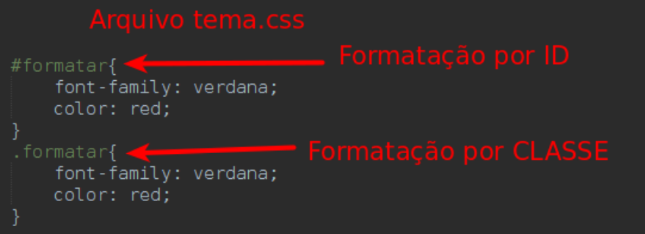 Arquivo tema.css
#formatar{ Formatação por ID
font-family: verdana;
color: red;
}
.formatar{ Formatação por CLASSE
font-family: verdana;
color: red;
}